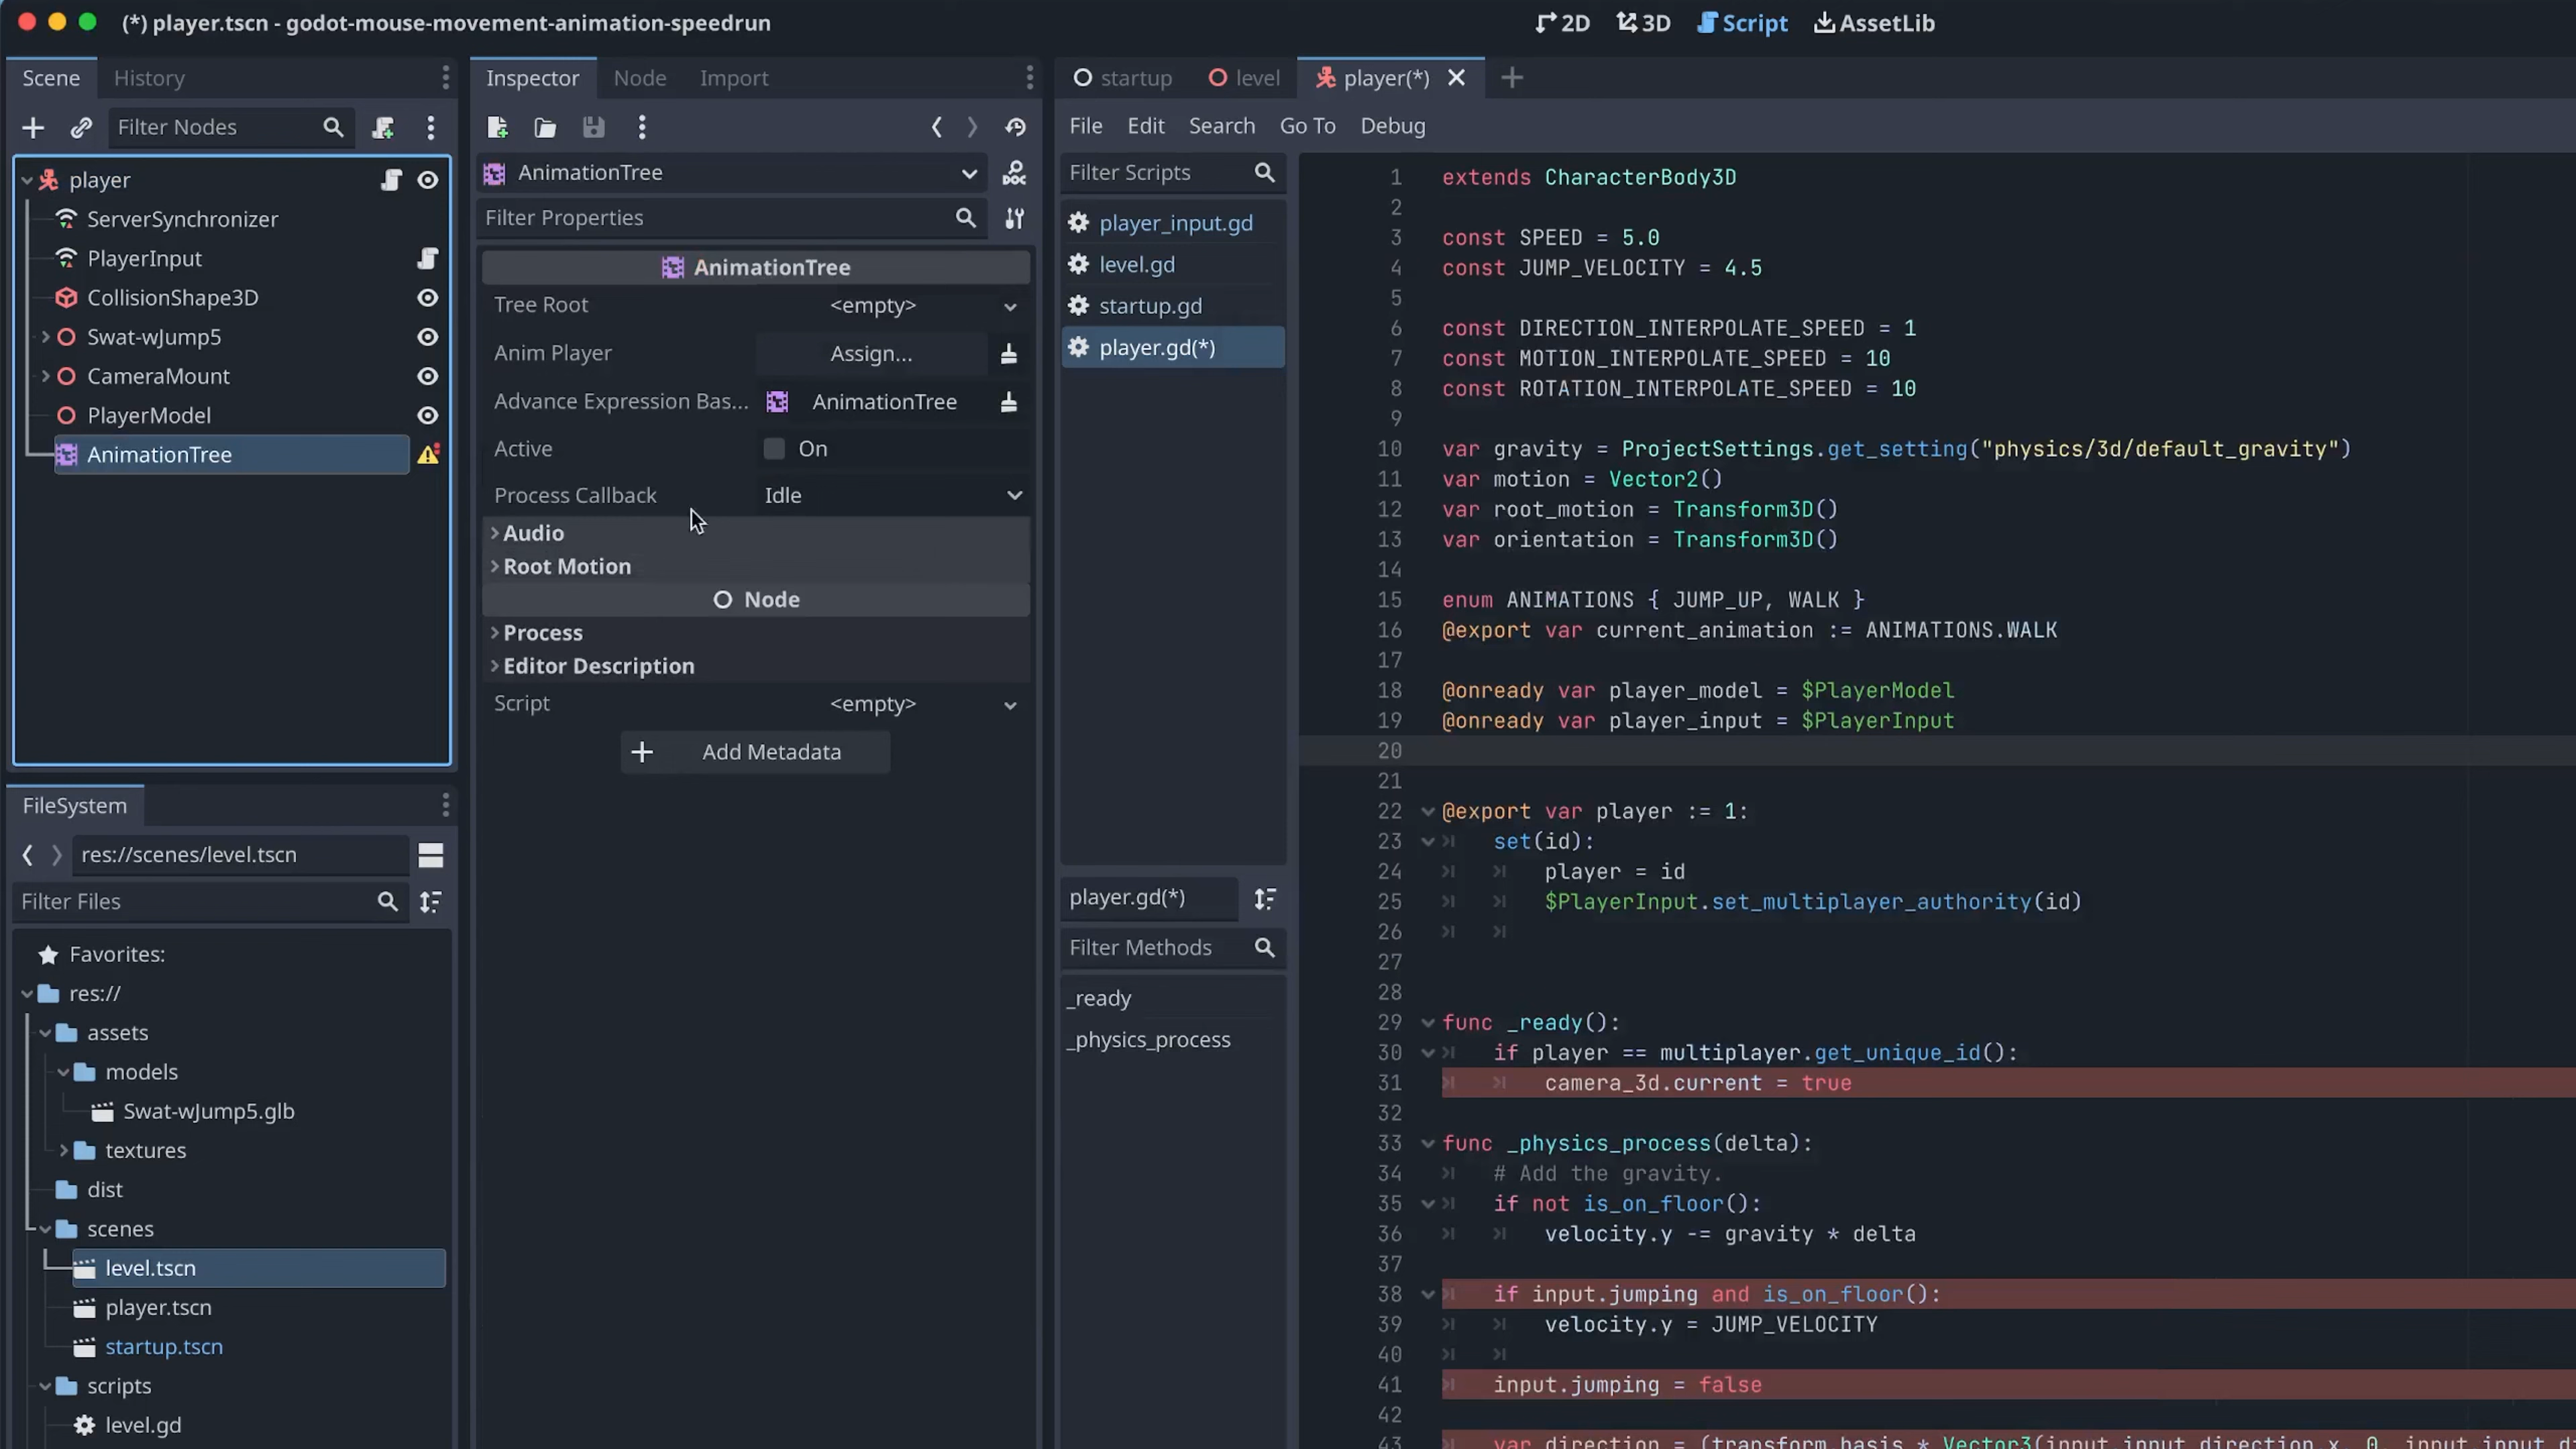 (*) player.tscn - godot-mouse-movement-animation-speedrun
2D
3D
Script
AssetLib
Scene
History
Filter Nodes
player
ServerSynchronizer
PlayerInput
CollisionShape3D
Swat-wJump5
CameraMount
PlayerModel
AnimationTree
FileSystem
res://scenes/level.tscn
Filter Files
Favorites:
res://
assets
models
Swat-wJump5.glb
textures
dist
scenes
level.tscn
player.tscn
startup.tscn
scripts
level.gd
Inspector
Node
Import
AnimationTree
DOC
Filter Properties
AnimationTree
Tree Root <empty>
Anim Player Assign...
Advance Expression Bas... AnimationTree
Active On
Process Callback Idle
Audio
Root Motion
Node
Process
Editor Description
Script <empty>
Add Metadata
startup
level
player(*)
File Edit Search Go To Debug
Filter Scripts
player_input.gd
level.gd
startup.gd
player.gd(*)
player.gd(*)
Filter Methods
_ready
_physics_process
1 extends CharacterBody3D
2
3 const SPEED = 5.0
4 const JUMP_VELOCITY = 4.5
5
6 const DIRECTION_INTERPOLATE_SPEED = 1
7 const MOTION_INTERPOLATE_SPEED = 10
8 const ROTATION_INTERPOLATE_SPEED = 10
9
10 var gravity = ProjectSettings.get_setting("physics/3d/default_gravity")
11 var motion = Vector2()
12 var root_motion = Transform3D()
13 var orientation = Transform3D()
14
15 enum ANIMATIONS { JUMP_UP, WALK }
16 @export var current_animation := ANIMATIONS.WALK
17
18 @onready var player_model = $PlayerModel
19 @onready var player_input = $PlayerInput
20
21
22 @export var player := 1:
23 set(id):
24 player = id
25 $PlayerInput.set_multiplayer_authority(id)
26
27
28
29 func _ready():
30 if player == multiplayer.get_unique_id():
31 camera_3d.current = true
32
33 func _physics_process(delta):
34 # Add the gravity.
35 if not is_on_floor():
36 velocity.y -= gravity * delta
37
38 if input.jumping and is_on_floor():
39 velocity.y = JUMP_VELOCITY
40
41 input.jumping = false
42
43 var direction = (transform.basis * Vector3(input.input_direction.x, 0, input.input